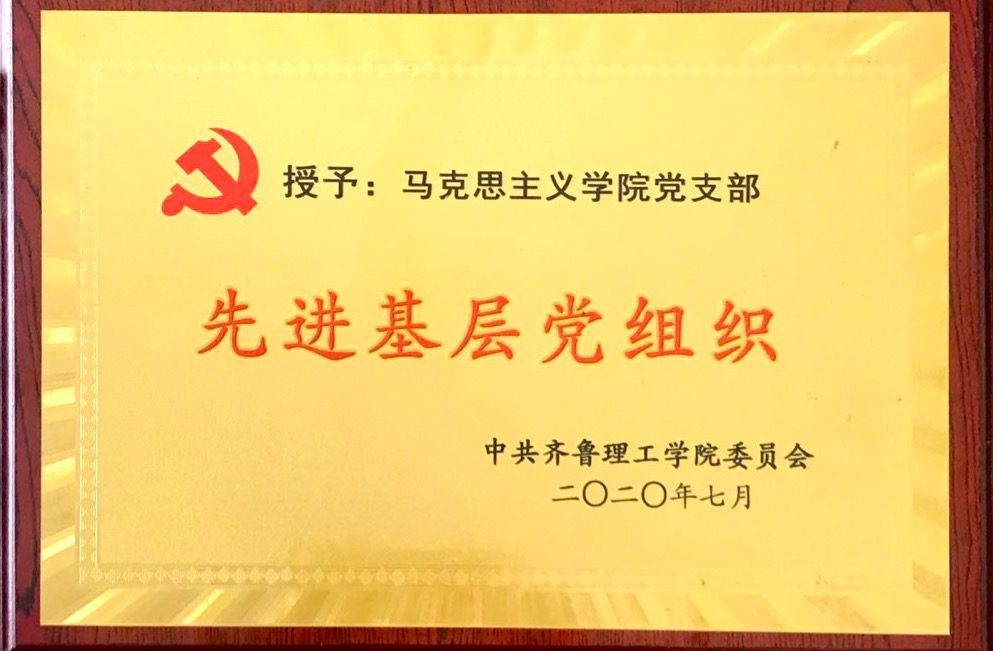 授予：马克思主义学院党支部
先进基层党组织
中共齐鲁理工学院委员会
二〇二〇年七月